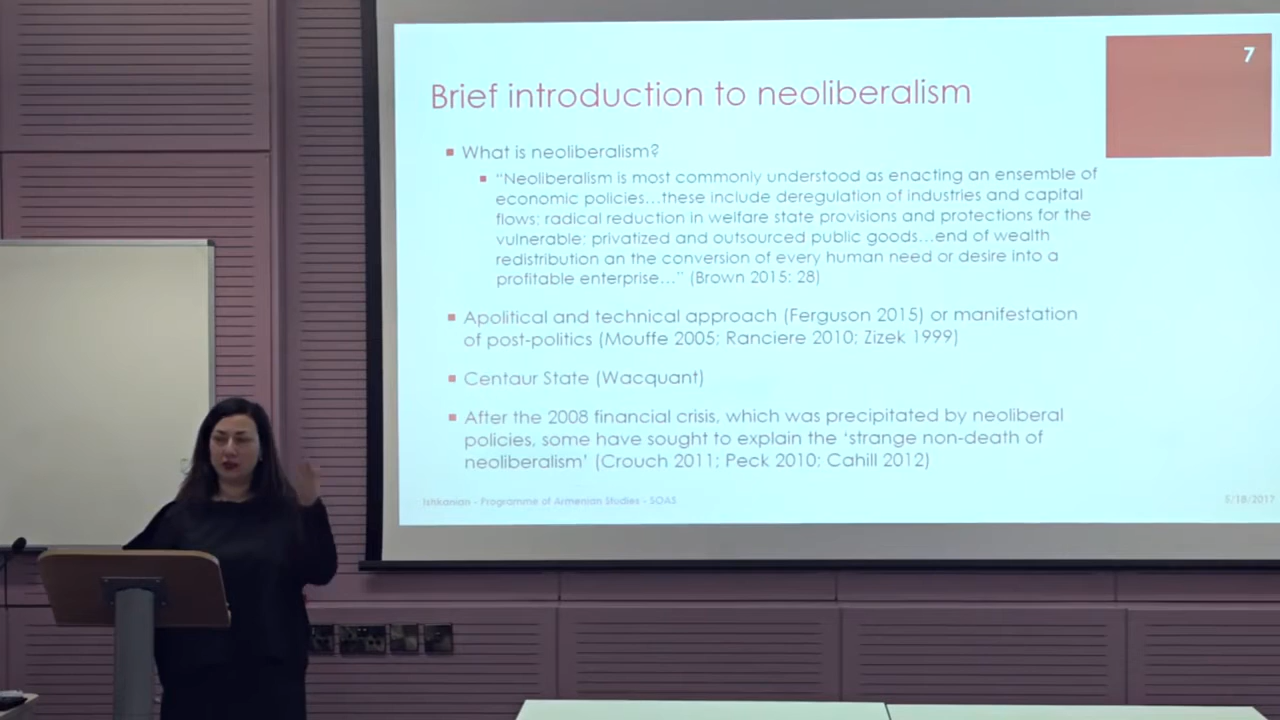 7
Brief introduction to neoliberalism
What is neoliberalism?
“Neoliberalism is most commonly understood as enacting an ensemble of
economic policies…these include deregulation of industries and capital
flows; radical reduction in welfare state provisions and protections for the
vulnerable; privatized and outsourced public goods…end of wealth
redistribution an the conversion of every human need or desire into a
profitable enterprise…” (Brown 2015: 28)
Apolitical and technical approach (Ferguson 2015) or manifestation
of post-politics (Mouffe 2005; Ranciere 2010; Zizek 1999)
Centaur State (Wacquant)
After the 2008 financial crisis, which was precipitated by neoliberal
policies, some have sought to explain the ‘strange non-death of
neoliberalism’ (Crouch 2011; Peck 2010; Cahill 2012)
Ishkanian - Programme of Armenian Studies - SOAS
5/18/2017